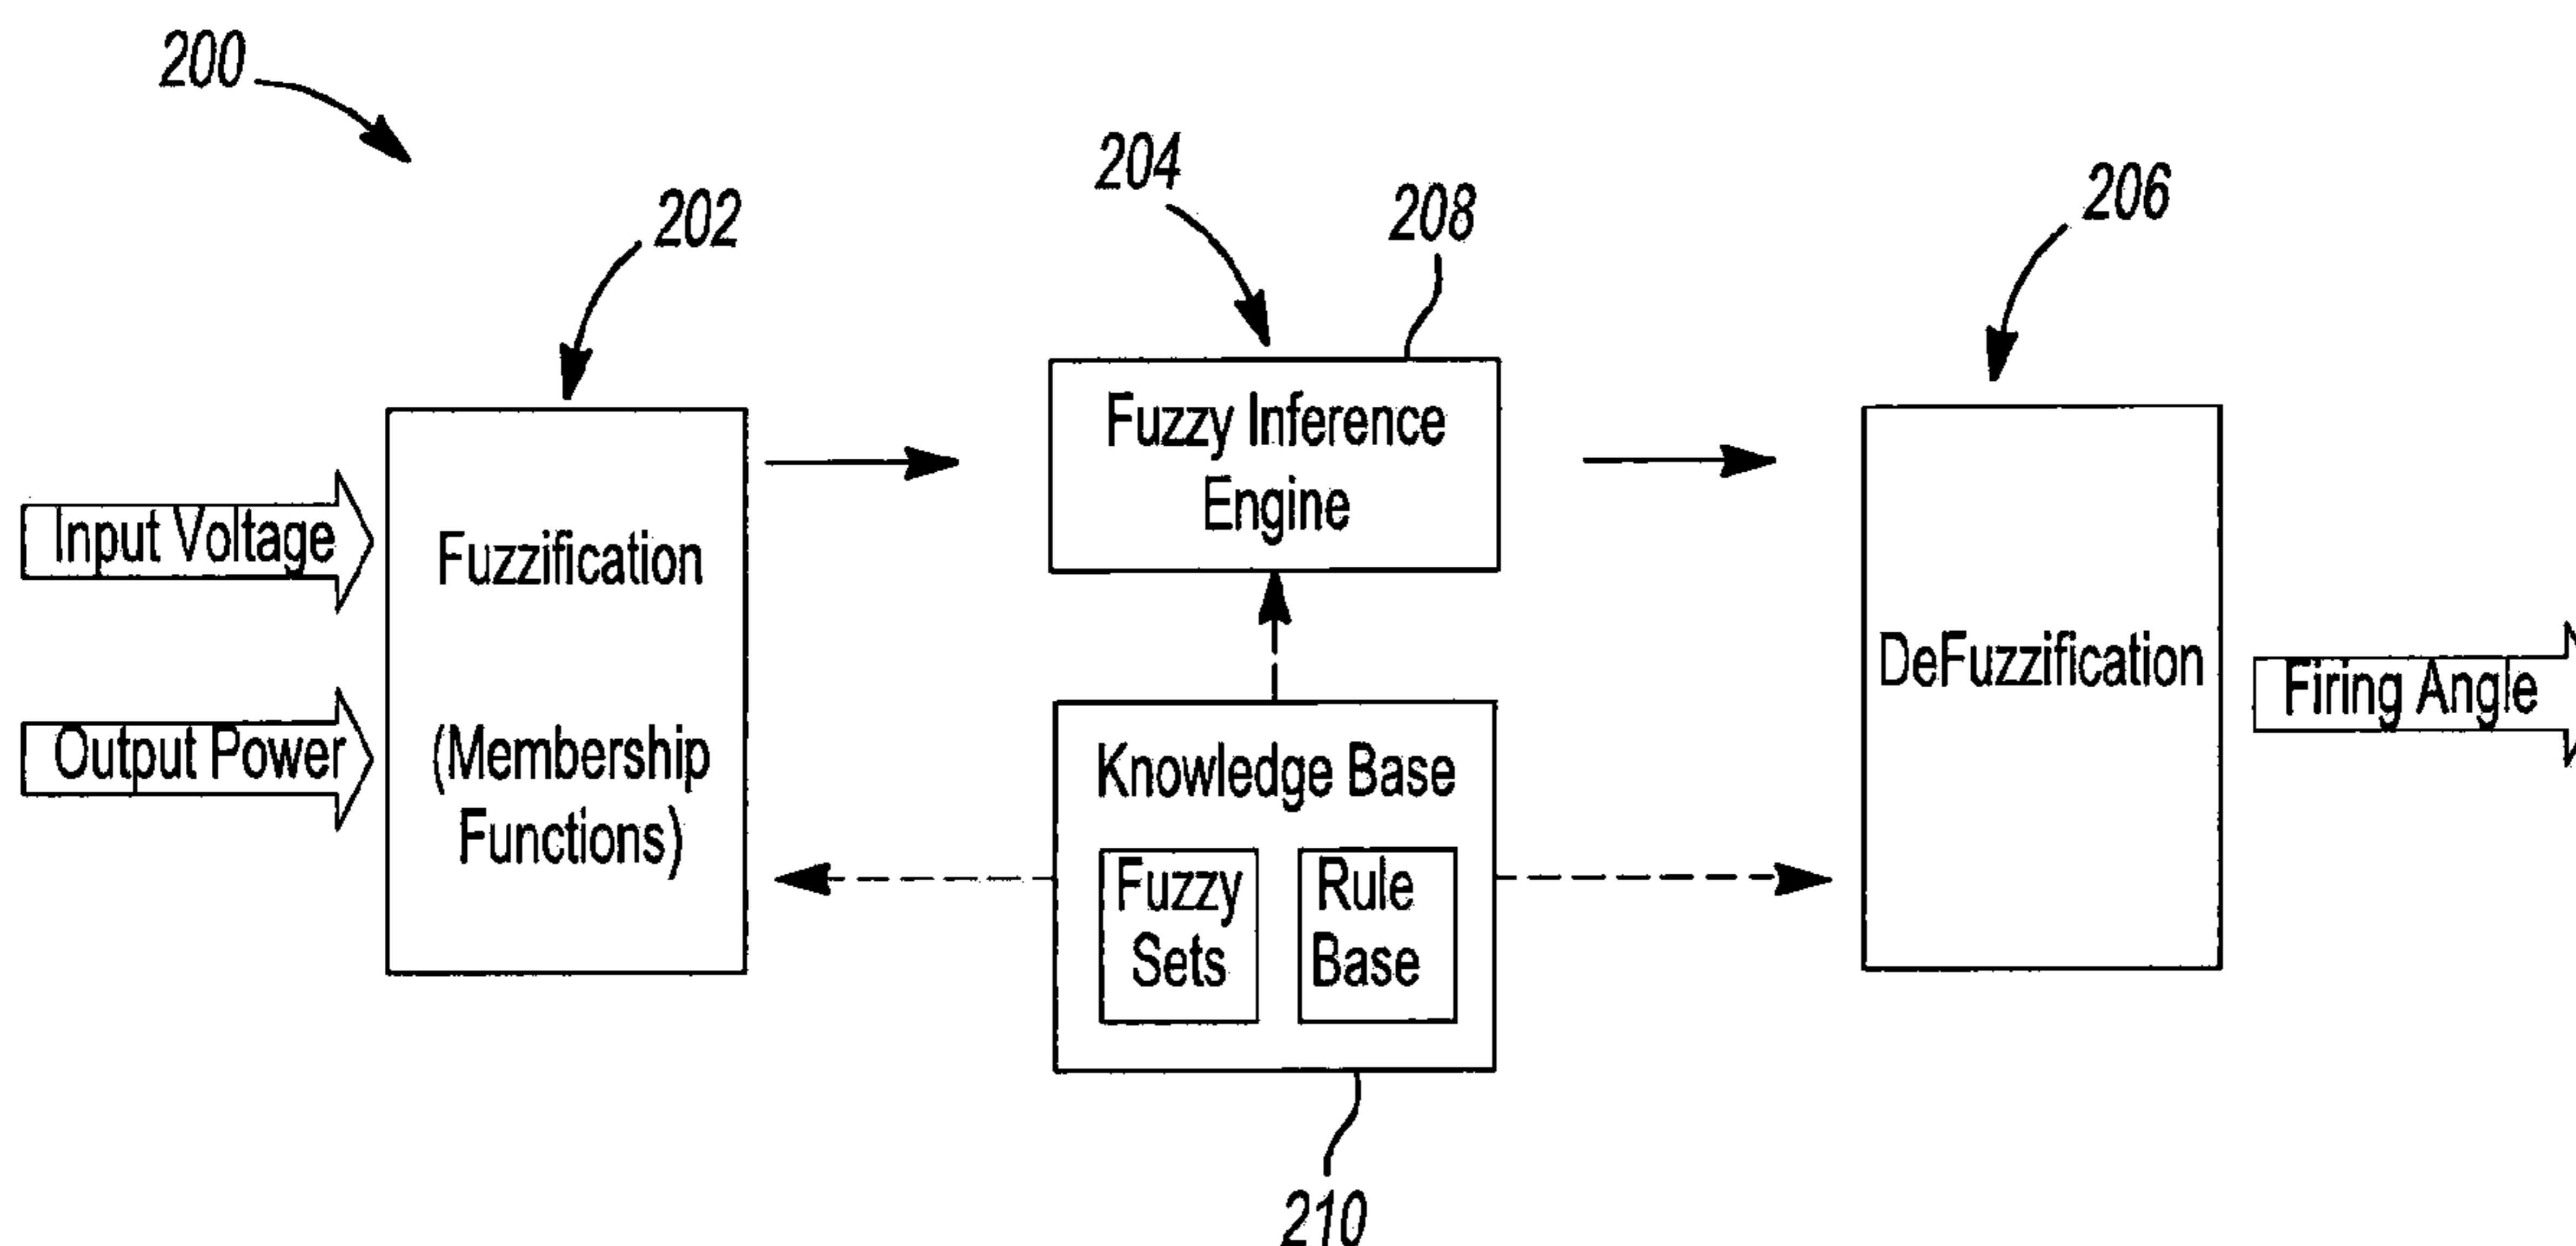 200
202
204
208
206
Input Voltage
Output Power
Fuzzification
(Membership
Functions)
Fuzzy Inference
Engine
Knowledge Base
Fuzzy
Sets
Rule
Base
210
DeFuzzification
Firing Angle